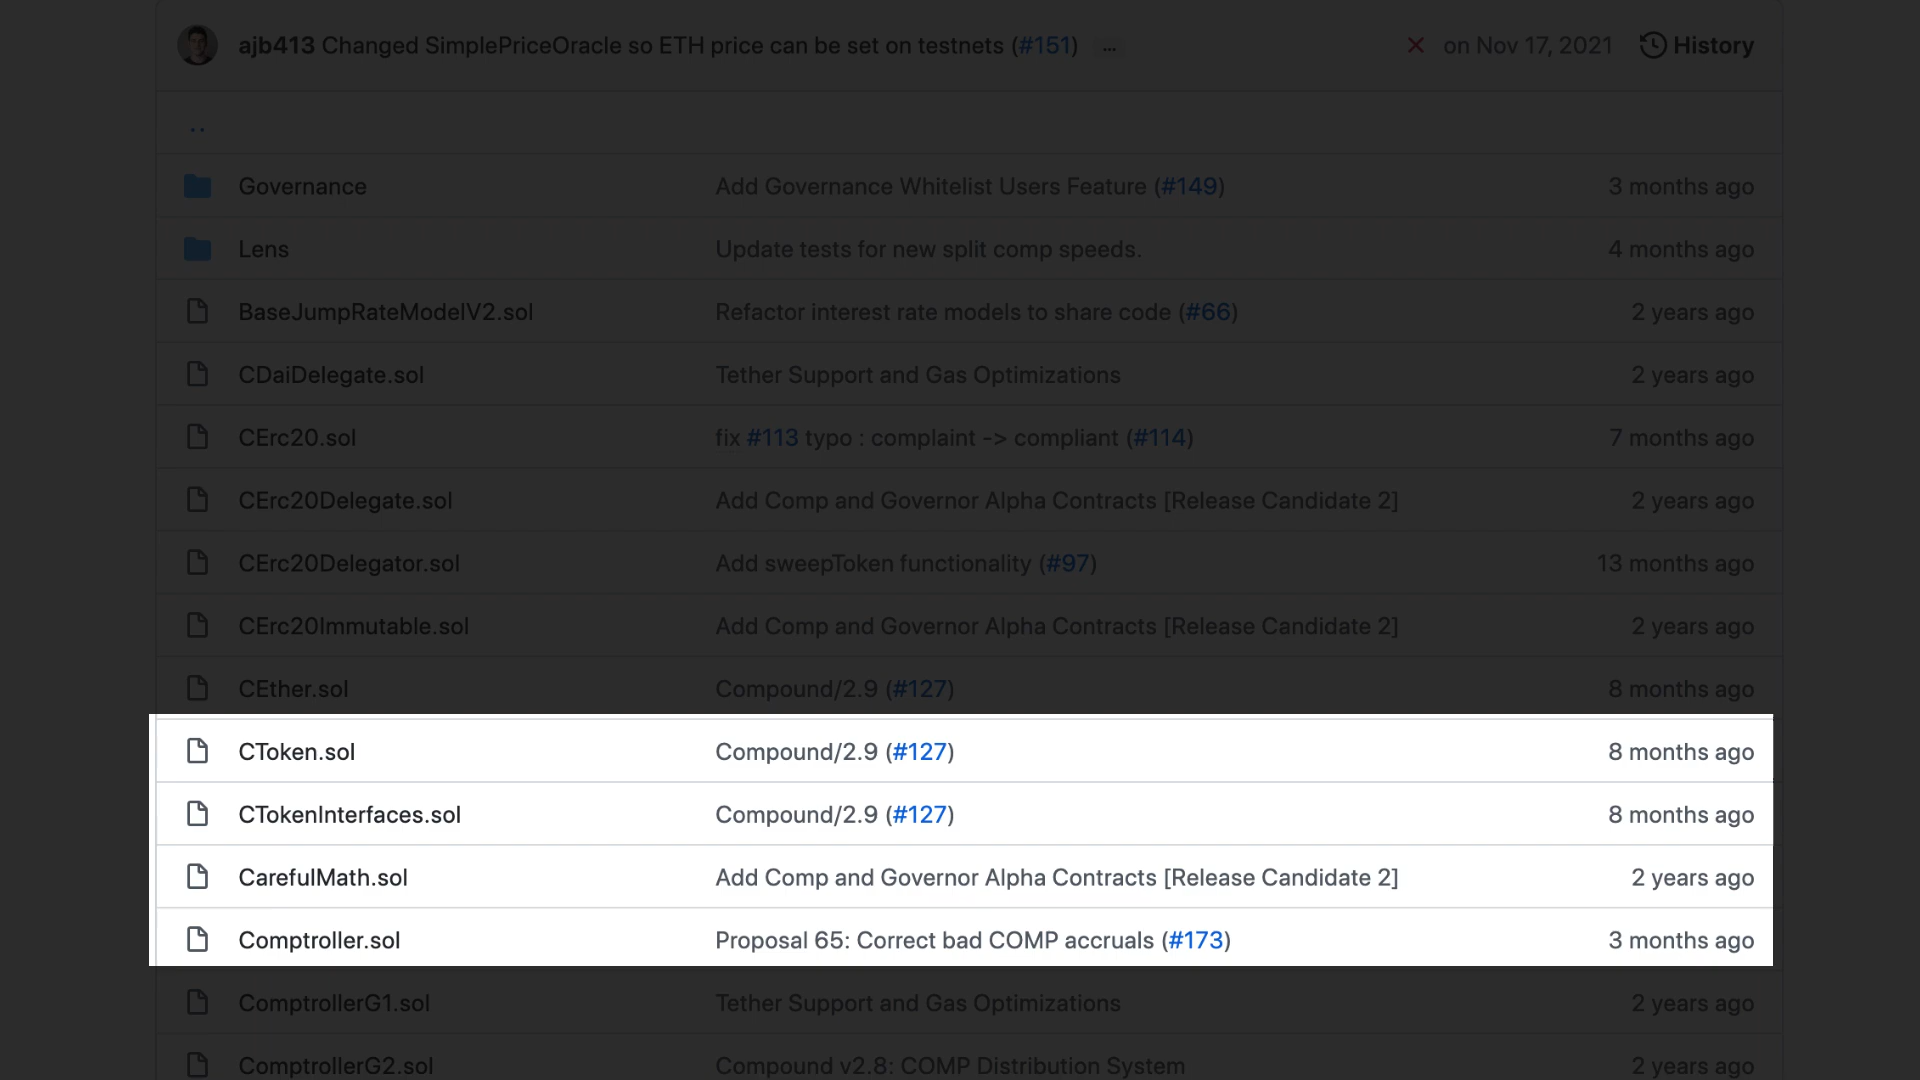 ajb413 Changed SimplePriceOracle so ETH price can be set on testnets (#151) ... on Nov 17, 2021 History
..
Governance Add Governance Whitelist Users Feature (#149) 3 months ago
Lens Update tests for new split comp speeds. 4 months ago
BaseJumpRateModelV2.sol Refactor interest rate models to share code (#66) 2 years ago
CDaiDelegate.sol Tether Support and Gas Optimizations 2 years ago
CErc20.sol fix #113 typo : complaint -> compliant (#114) 7 months ago
CErc20Delegate.sol Add Comp and Governor Alpha Contracts [Release Candidate 2] 2 years ago
CErc20Delegator.sol Add sweepToken functionality (#97) 13 months ago
CErc20Immutable.sol Add Comp and Governor Alpha Contracts [Release Candidate 2] 2 years ago
CEther.sol Compound/2.9 (#127) 8 months ago
CToken.sol Compound/2.9 (#127) 8 months ago
CTokenInterfaces.sol Compound/2.9 (#127) 8 months ago
CarefulMath.sol Add Comp and Governor Alpha Contracts [Release Candidate 2] 2 years ago
Comptroller.sol Proposal 65: Correct bad COMP accruals (#173) 3 months ago
ComptrollerG1.sol Tether Support and Gas Optimizations 2 years ago
ComptrollerG2.sol Compound v2.8: COMP Distribution System 2 years ago